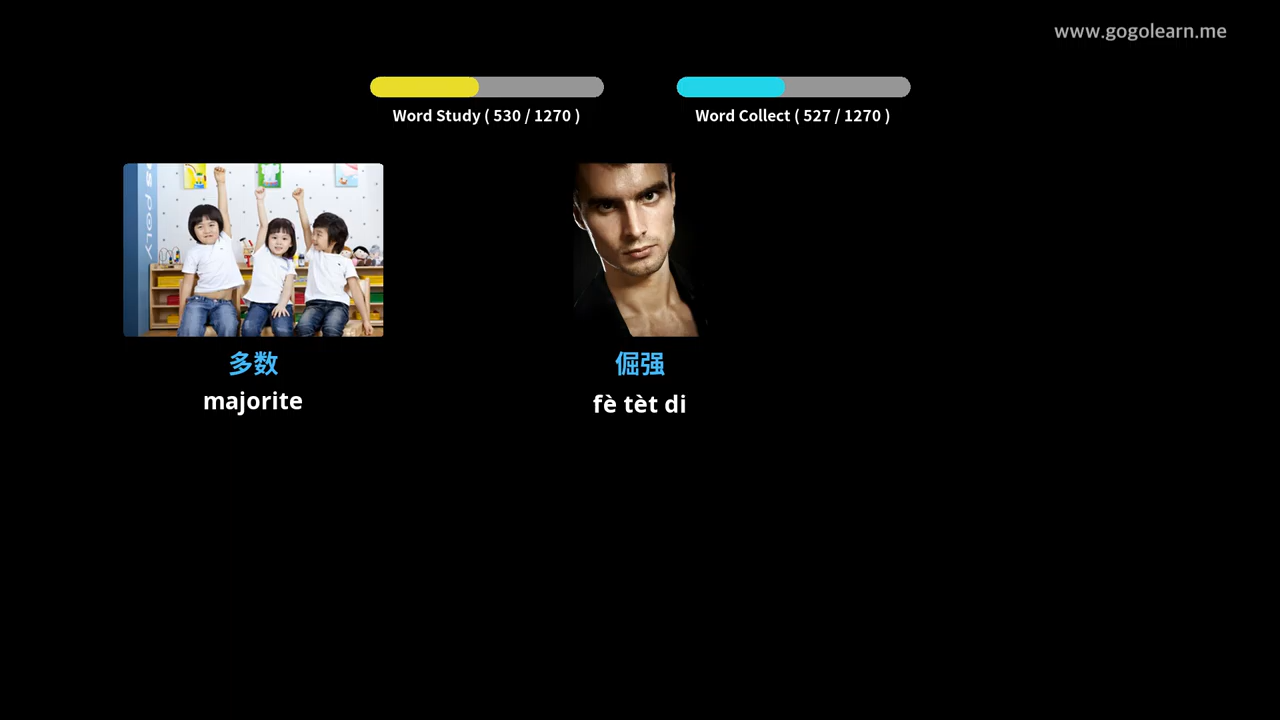 www.gogolearn.me
Word Study ( 530 / 1270 )
Word Collect ( 527 / 1270 )
POLY
多数
majorite
倔强
fè tèt di